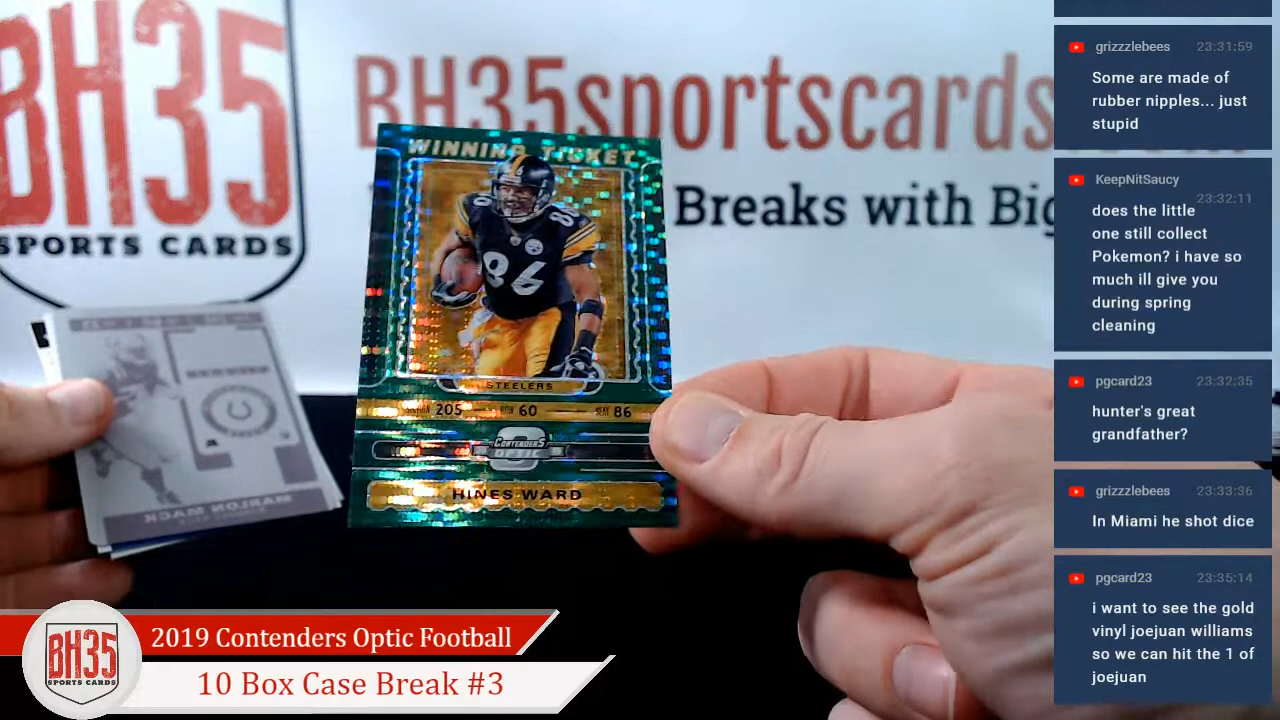 BH35
SPORTS CARDS
BH35sportscards
Breaks with Big
WINNING TICKET
86
STEELERS
205 ROW 60 SEAT 86
CONTENDERS
OPTIC
HINES WARD
MARLON MACK
BH35
SPORTS CARDS
2019 Contenders Optic Football
10 Box Case Break #3
grizzzlebees 23:31:59
Some are made of
rubber nipples... just
stupid
KeepNitSaucy
23:32:11
does the little
one still collect
Pokemon? i have so
much ill give you
during spring
cleaning
pgcard23 23:32:35
hunter's great
grandfather?
grizzzlebees 23:33:36
In Miami he shot dice
pgcard23 23:35:14
i want to see the gold
vinyl joejuan williams
so we can hit the 1 of
joejuan